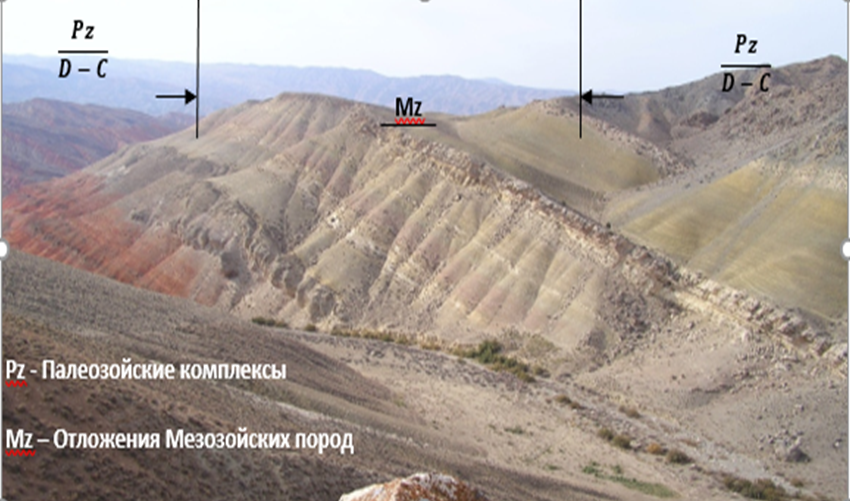 Pz
D – C
Mz
Pz
D – C
Pz - Палеозойские комплексы
Mz – Отложения Мезозойских пород